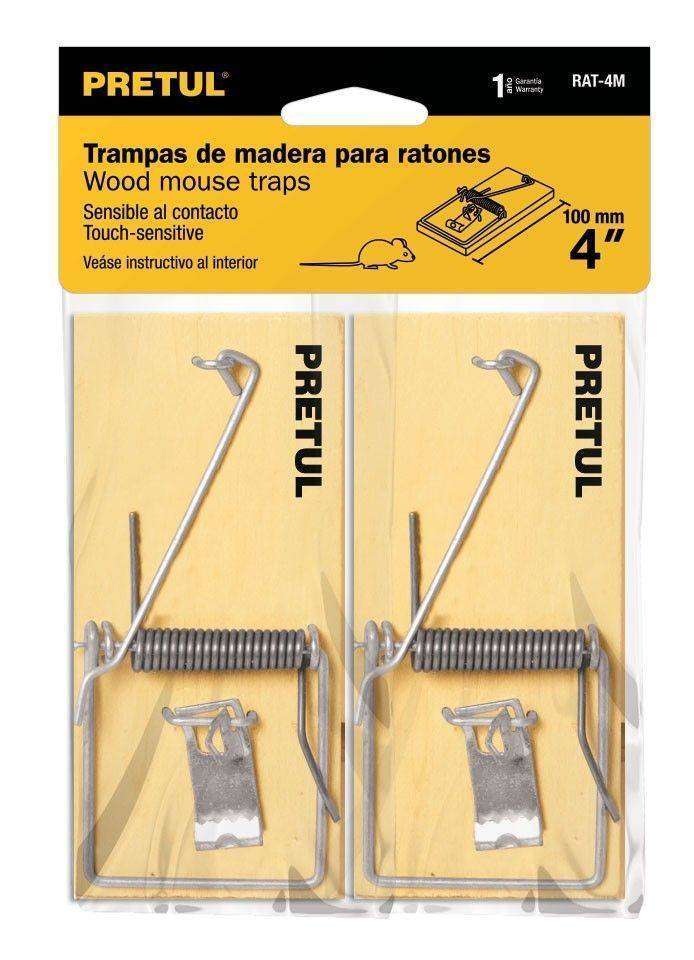 PRETUL®
1 año Garantía Warranty
RAT-4M
Trampas de madera para ratones
Wood mouse traps
Sensible al contacto
Touch-sensitive
Veáse instructivo al interior
100 mm
4”
PRETUL
PRETUL